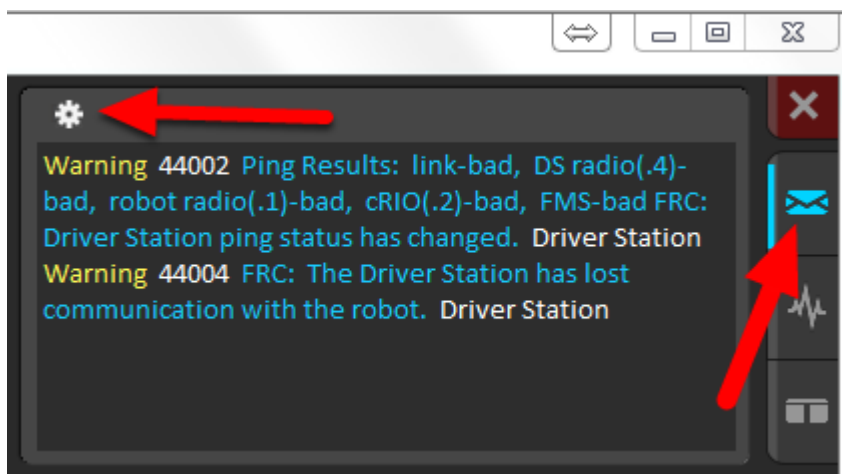 Warning 44002 Ping Results: link-bad, DS radio(.4)-
bad, robot radio(.1)-bad, cRIO(.2)-bad, FMS-bad FRC:
Driver Station ping status has changed. Driver Station
Warning 44004 FRC: The Driver Station has lost
communication with the robot. Driver Station